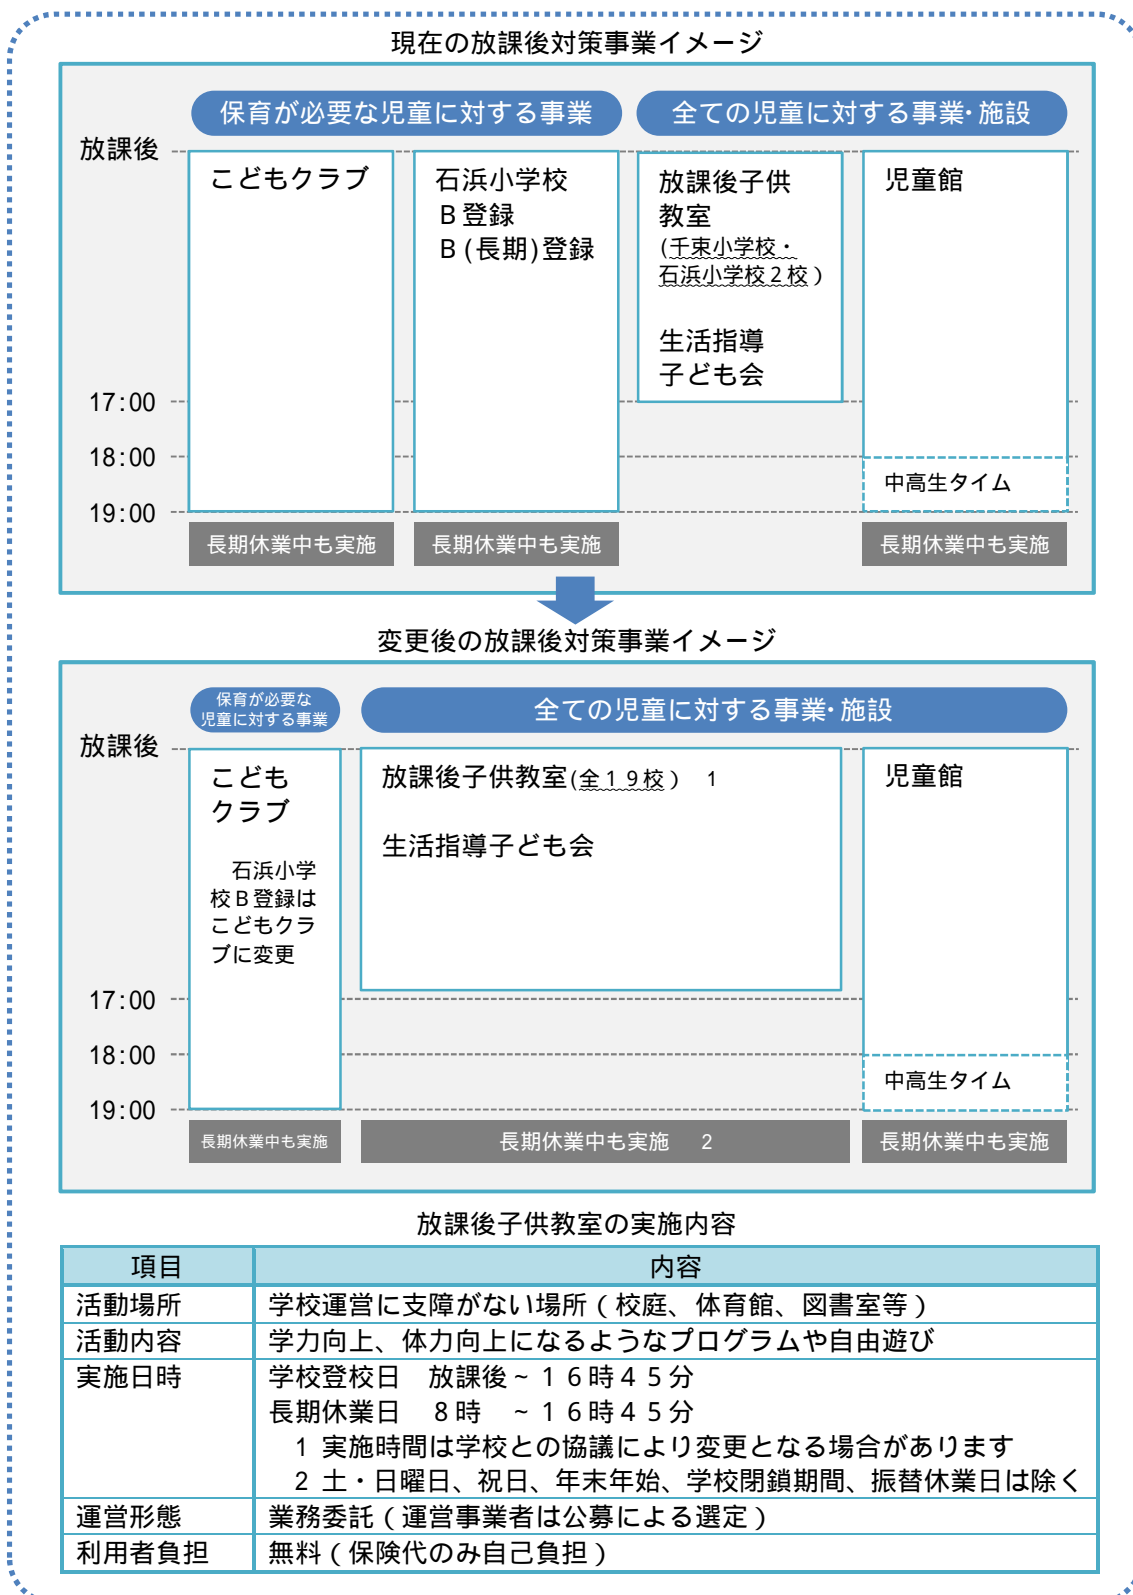 現在の放課後対策事業イメージ
保育が必要な児童に対する事業
全ての児童に対する事業・施設
放課後
こどもクラブ
石浜小学校
Ｂ登録
Ｂ(長期)登録
放課後子供
教室
(千束小学校・
石浜小学校２校）
生活指導
子ども会
児童館
17:00
18:00
中高生タイム
19:00
長期休業中も実施
長期休業中も実施
長期休業中も実施
変更後の放課後対策事業イメージ
保育が必要な
児童に対する事業
全ての児童に対する事業・施設
放課後
こども
クラブ
石浜小学
校Ｂ登録は
こどもクラ
ブに変更
放課後子供教室(全１９校）　1
生活指導子ども会
児童館
17:00
18:00
中高生タイム
19:00
長期休業中も実施
長期休業中も実施　2
長期休業中も実施
放課後子供教室の実施内容
項目　内容
活動場所　学校運営に支障がない場所（校庭、体育館、図書室等）
活動内容　学力向上、体力向上になるようなプログラムや自由遊び
実施日時　学校登校日　放課後~１６時４５分
長期休業日　８時　~１６時４５分
1 実施時間は学校との協議により変更となる場合があります
2 土・日曜日、祝日、年末年始、学校閉鎖期間、振替休業日は除く
運営形態　業務委託（運営事業者は公募による選定）
利用者負担　無料（保険代のみ自己負担）